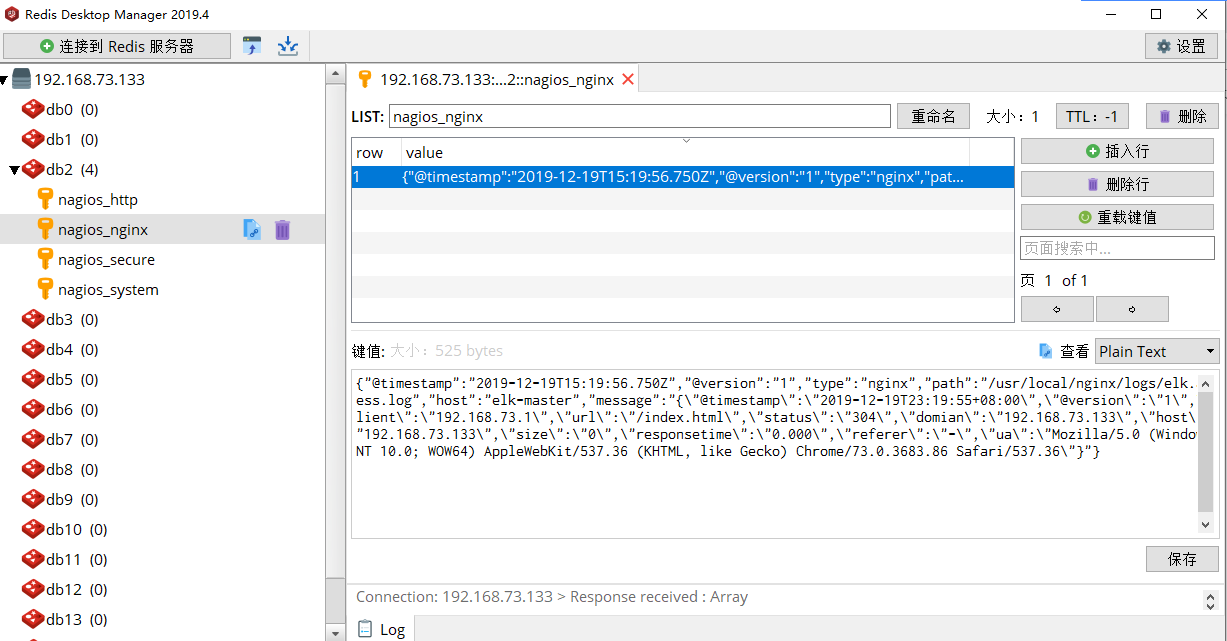 Redis Desktop Manager 2019.4
连接到 Redis 服务器
设置
192.168.73.133
db0 (0)
db1 (0)
db2 (4)
nagios_http
nagios_nginx
nagios_secure
nagios_system
db3 (0)
db4 (0)
db5 (0)
db6 (0)
db7 (0)
db8 (0)
db9 (0)
db10 (0)
db11 (0)
db12 (0)
db13 (0)
192.168.73.133:...2::nagios_nginx
LIST: nagios_nginx 重命名 大小：1 TTL：-1 删除
row value
1 {"@timestamp":"2019-12-19T15:19:56.750Z","@version":"1","type":"nginx","pat...
插入行
删除行
重载键值
页面搜索中...
页 1 of 1
键值: 大小：525 bytes 查看 Plain Text
{"@timestamp":"2019-12-19T15:19:56.750Z","@version":"1","type":"nginx","path":"/usr/local/nginx/logs/elk.
ess.log","host":"elk-master","message":"{\"@timestamp\":\"2019-12-19T23:19:55+08:00\",\"@version\":\"1\",
lient\":\"192.168.73.1\",\"url\":\"/index.html\",\"status\":\"304\",\"domian\":\"192.168.73.133\",\"host\
"192.168.73.133\",\"size\":\"0\",\"responsetime\":\"0.000\",\"referer\":\"-\",\"ua\":\"Mozilla/5.0 (Windo
NT 10.0; WOW64) AppleWebKit/537.36 (KHTML, like Gecko) Chrome/73.0.3683.86 Safari/537.36\"}"}
保存
Connection: 192.168.73.133 > Response received : Array
Log